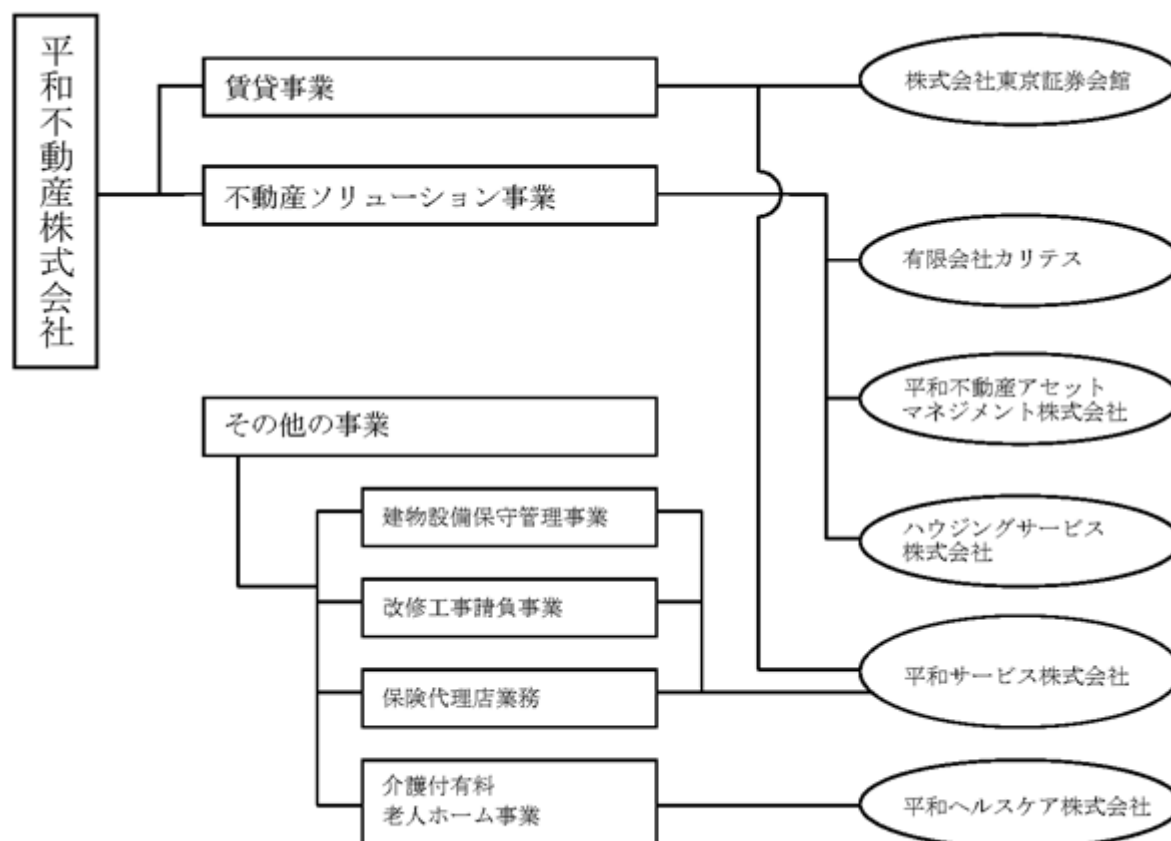 平和不動産株式会社
賃貸事業
不動産ソリューション事業
その他の事業
建物設備保守管理事業
改修工事請負事業
保険代理店業務
介護付有料
老人ホーム事業
株式会社東京証券会館
有限会社カリテス
平和不動産アセット
マネジメント株式会社
ハウジングサービス
株式会社
平和サービス株式会社
平和ヘルスケア株式会社